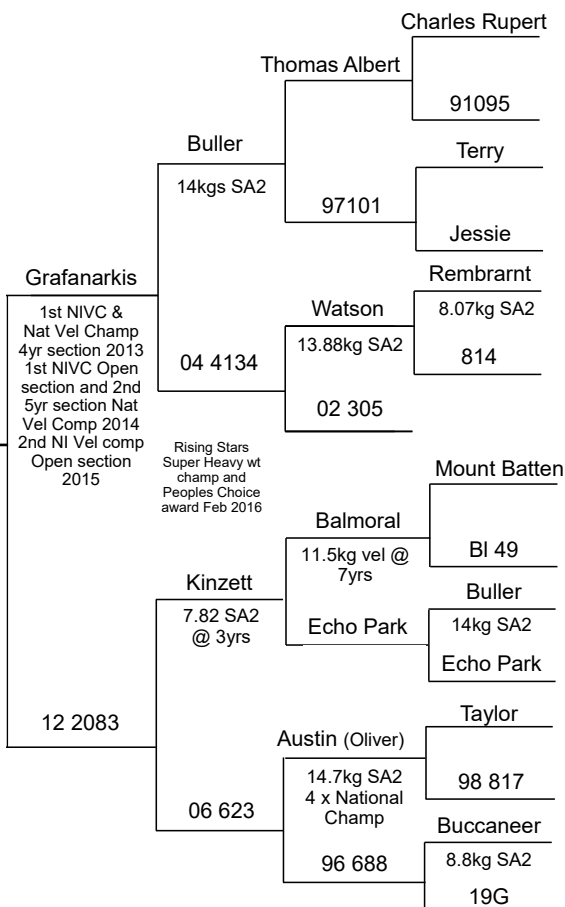 Charles Rupert
Thomas Albert
91095
Buller
14kgs SA2
Terry
97101
Jessie
Grafanarkis
1st NIVC &
Nat Vel Champ
4yr section 2013
1st NIVC Open
section and 2nd
5yr section Nat
Vel Comp 2014
2nd NI Vel comp
Open section
2015
Rembrarnt
8.07kg SA2
Watson
13.88kg SA2
814
04 4134
02 305
Rising Stars
Super Heavy wt
champ and
Peoples Choice
award Feb 2016
Mount Batten
Balmoral
11.5kg vel @
7yrs
Bl 49
Kinzett
7.82 SA2
@ 3yrs
Buller
14kg SA2
Echo Park
Echo Park
12 2083
Taylor
Austin (Oliver)
14.7kg SA2
4 x National
Champ
98 817
06 623
Buccaneer
8.8kg SA2
96 688
19G